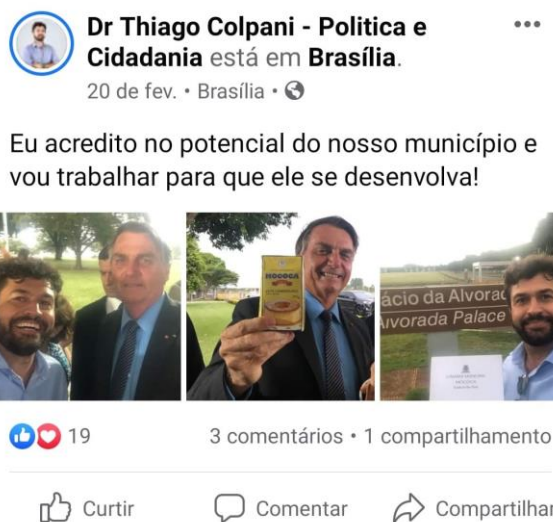 Dr Thiago Colpani - Politica e
Cidadania está em Brasília.
20 de fev. • Brasília •
Eu acredito no potencial do nosso município e
vou trabalhar para que ele se desenvolva!
MOCOCA
ácio da Alvorad
Alvorada Palace
19
3 comentários • 1 compartilhamento
Curtir
Comentar
Compartilhar